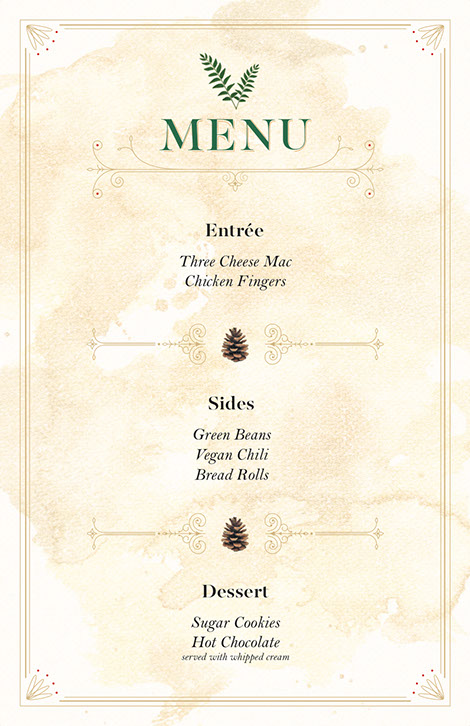 MENU
Entrée
Three Cheese Mac
Chicken Fingers
Sides
Green Beans
Vegan Chili
Bread Rolls
Dessert
Sugar Cookies
Hot Chocolate
served with whipped cream